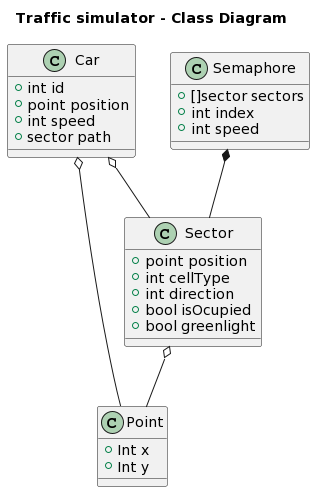 Traffic simulator - Class Diagram
C Car
int id
point position
int speed
sector path
C Semaphore
[]sector sectors
int index
int speed
C Sector
point position
int cellType
int direction
bool isOcupied
bool greenlight
C Point
Int x
Int y